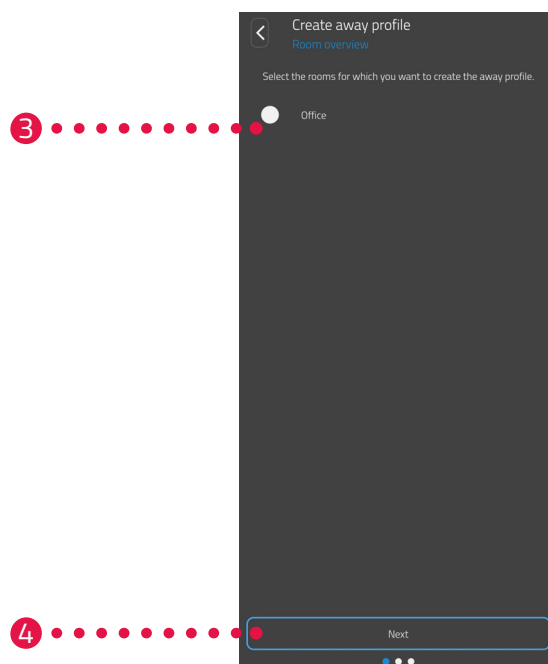 Create away profile
Room overview
Select the rooms for which you want to create the away profile.
3
Office
4
Next